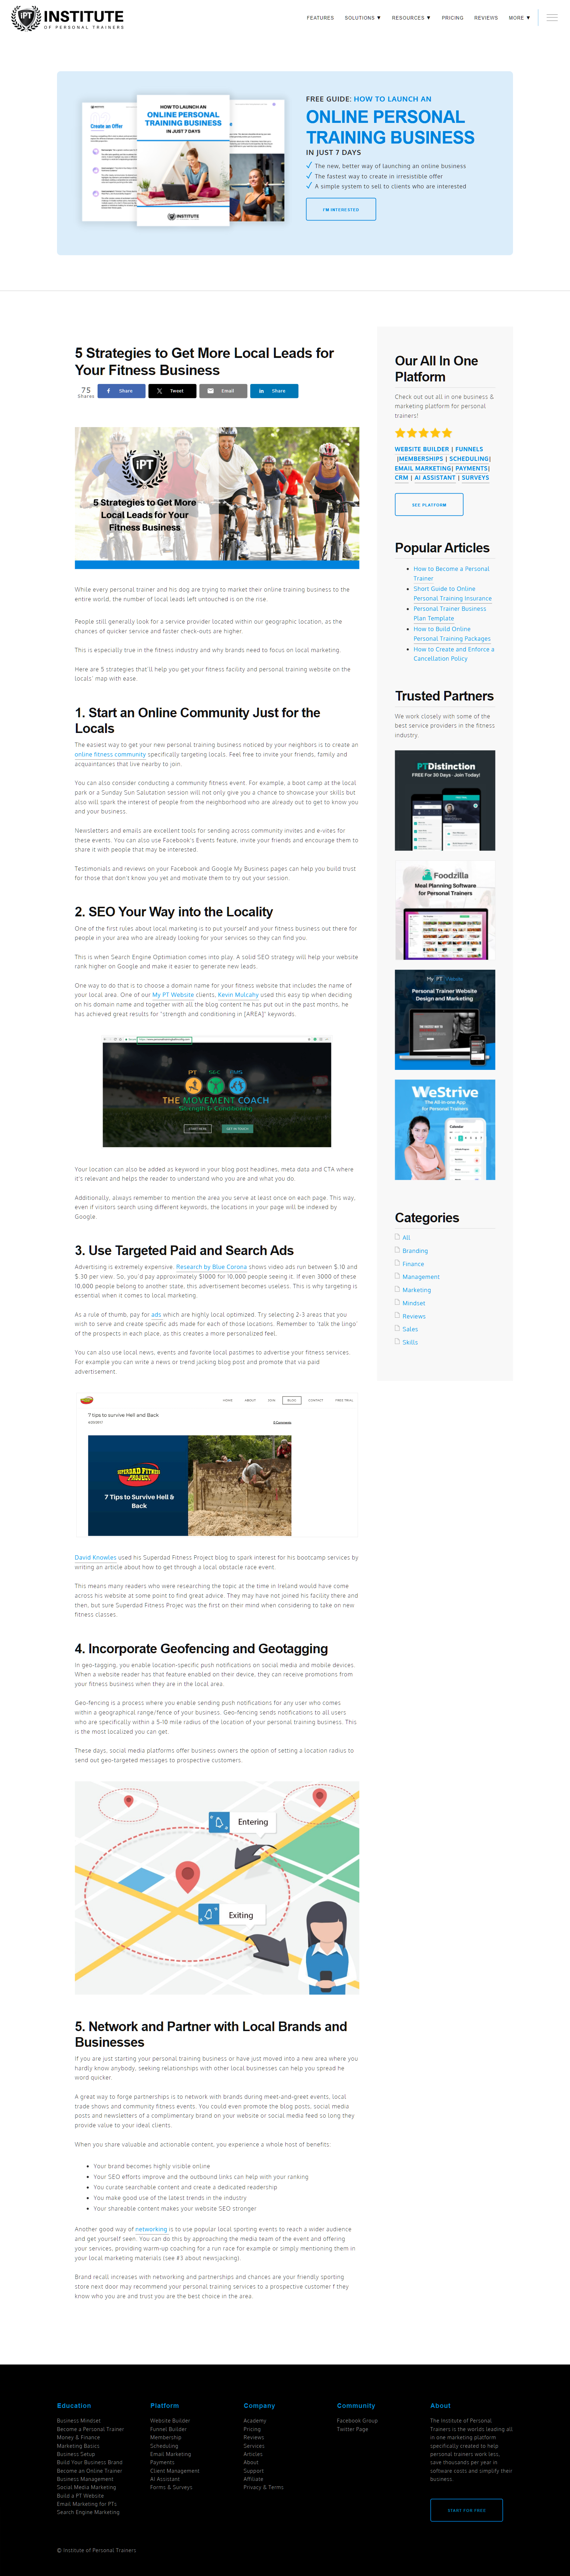 INSTITUTE
OF PERSONAL TRAINERS
FEATURES
SOLUTIONS ▼
RESOURCES ▼
PRICING
REVIEWS
MORE ▼
HOW TO LAUNCH AN
ONLINE PERSONAL
TRAINING BUSINESS
IN JUST 7 DAYS
Create an Offer
INSTITUTE
FREE GUIDE: HOW TO LAUNCH AN
ONLINE PERSONAL
TRAINING BUSINESS
IN JUST 7 DAYS
The new, better way of launching an online business
The fastest way to create in irresistible offer
A simple system to sell to clients who are interested
I'M INTERESTED
5 Strategies to Get More Local Leads for
Your Fitness Business
75
Shares
Share
Tweet
Email
Share
IPT
5 Strategies to Get More
Local Leads for Your
Fitness Business
While every personal trainer and his dog are trying to market their online training business to the
entire world, the number of local leads left untouched is on the rise.
People still generally look for a service provider located within our geographic location, as the
chances of quicker service and faster check-outs are higher.
This is especially true in the fitness industry and why brands need to focus on local marketing.
Here are 5 strategies that'll help you get your fitness facility and personal training website on the
locals' map with ease.
1. Start an Online Community Just for the
Locals
The easiest way to get your new personal training business noticed by your neighbors is to create an
online fitness community specifically targeting locals. Feel free to invite your friends, family and
acquaintances that live nearby to join.
You can also consider conducting a community fitness event. For example, a boot camp at the local
park or a Sunday Sun Salutation session will not only give you a chance to showcase your skills but
also will spark the interest of people from the neighborhood who are already out to get to know you
and your business.
Newsletters and emails are excellent tools for sending across community invites and e-vites for
these events. You can also use Facebook's Events feature, invite your friends and encourage them to
share it with people that may be interested.
Testimonials and reviews on your Facebook and Google My Business pages can help you build trust
for those that don't know you yet and motivate them to try out your session.
2. SEO Your Way into the Locality
One of the first rules about local marketing is to put yourself and your fitness business out there for
people in your area who are already looking for your services so they can find you.
This is when Search Engine Optimisation comes into play. A solid SEO strategy will help your website
rank higher on Google and make it easier to generate new leads.
One way to do that is to choose a domain name for your fitness website that includes the name of
your local area. One of our My PT Website clients, Kevin Mulcahy used this easy tip when deciding
on his domain name and together with all the blog content he has put out in the past months, he
has achieved great results for "strength and conditioning in [AREA]" keywords.
PT S&C SMS
THE MOVEMENT COACH
Strength & Conditioning
START HERE
GET IN TOUCH
Your location can also be added as keyword in your blog post headlines, meta data and CTA where
it's relevant and helps the reader to understand who you are and what you do.
Additionally, always remember to mention the area you serve at least once on each page. This way,
even if visitors search using different keywords, the locations in your page will be indexed by
Google.
3. Use Targeted Paid and Search Ads
Advertising is extremely expensive. Research by Blue Corona shows video ads run between $.10 and
$.30 per view. So, you'd pay approximately $1000 for 10,000 people seeing it. If even 3000 of these
10,000 people belong to another state, this advertisement becomes useless. This is why targeting is
essential when it comes to local marketing.
As a rule of thumb, pay for ads which are highly local optimized. Try selecting 2-3 areas that you
wish to serve and create specific ads made for each of those locations. Remember to 'talk the lingo'
of the prospects in each place, as this creates a more personalized feel.
You can also use local news, events and favorite local pastimes to advertise your fitness services.
For example you can write a news or trend jacking blog post and promote that via paid
advertisement.
HOME
ABOUT
JOIN
BLOG
CONTACT
FREE TRIAL
7 tips to survive Hell and Back
4/25/2017
0 Comments
SUPERDAD FITNESS
PROJECT
7 Tips to Survive Hell &
Back
David Knowles used his Superdad Fitness Project blog to spark interest for his bootcamp services by
writing an article about how to get through a local obstacle race event.
This means many readers who were researching the topic at the time in Ireland would have come
across his website at some point to find great advice. They may have not joined his facility there and
then, but sure Superdad Fitness Projec was the first on their mind when considering to take on new
fitness classes.
4. Incorporate Geofencing and Geotagging
In geo-tagging, you enable location-specific push notifications on social media and mobile devices.
When a website reader has that feature enabled on their device, they can receive promotions from
your fitness business when they are in the local area.
Geo-fencing is a process where you enable sending push notifications for any user who comes
within a geographical range/fence of your business. Geo-fencing sends notifications to all users
who are specifically within a 5-10 mile radius of the location of your personal training business. This
is the most localized you can get.
These days, social media platforms offer business owners the option of setting a location radius to
send out geo-targeted messages to prospective customers.
Entering
Exiting
5. Network and Partner with Local Brands and
Businesses
If you are just starting your personal training business or have just moved into a new area where you
hardly know anybody, seeking relationships with other local businesses can help you spread he
word quicker.
A great way to forge partnerships is to network with brands during meet-and-greet events, local
trade shows and community fitness events. You could even promote the blog posts, social media
posts and newsletters of a complimentary brand on your website or social media feed so long they
provide value to your ideal clients.
When you share valuable and actionable content, you experience a whole host of benefits:
Your brand becomes highly visible online
Your SEO efforts improve and the outbound links can help with your ranking
You curate searchable content and create a dedicated readership
You make good use of the latest trends in the industry
Your shareable content makes your website SEO stronger
Another good way of networking is to use popular local sporting events to reach a wider audience
and get yourself seen. You can do this by approaching the media team of the event and offering
your services, providing warm-up coaching for a run race for example or simply mentioning them in
your local marketing materials (see #3 about newsjacking).
Brand recall increases with networking and partnerships and chances are your friendly sporting
store next door may recommend your personal training services to a prospective customer f they
know who you are and trust you are the best choice in the area.
Our All In One
Platform
Check out out all in one business &
marketing platform for personal
trainers!
WEBSITE BUILDER | FUNNELS
|MEMBERSHIPS | SCHEDULING|
EMAIL MARKETING| PAYMENTS|
CRM | AI ASSISTANT | SURVEYS
SEE PLATFORM
Popular Articles
How to Become a Personal
Trainer
Short Guide to Online
Personal Training Insurance
Personal Trainer Business
Plan Template
How to Build Online
Personal Training Packages
How to Create and Enforce a
Cancellation Policy
Trusted Partners
We work closely with some of the
best service providers in the fitness
industry.
PTDistinction
FREE For 30 Days - Join Today!
Foodzilla
Meal Planning Software
for Personal Trainers
My PT Website
Personal Trainer Website
Design and Marketing
WeStrive
The All-In-One App
for Personal Trainers
Calendar
Categories
All
Branding
Finance
Management
Marketing
Mindset
Reviews
Sales
Skills
Education
Business Mindset
Become a Personal Trainer
Money & Finance
Marketing Basics
Business Setup
Build Your Business Brand
Become an Online Trainer
Business Management
Social Media Marketing
Build a PT Website
Email Marketing for PTs
Search Engine Marketing
Platform
Website Builder
Funnel Builder
Membership
Scheduling
Email Marketing
Payments
Client Management
AI Assistant
Forms & Surveys
Company
Academy
Pricing
Reviews
Services
Articles
About
Support
Affiliate
Privacy & Terms
Community
Facebook Group
Twitter Page
About
The Institute of Personal
Trainers is the worlds leading all
in one marketing platform
specifically created to help
personal trainers work less,
save thousands per year in
software costs and simplify their
business.
START FOR FREE
© Institute of Personal Trainers